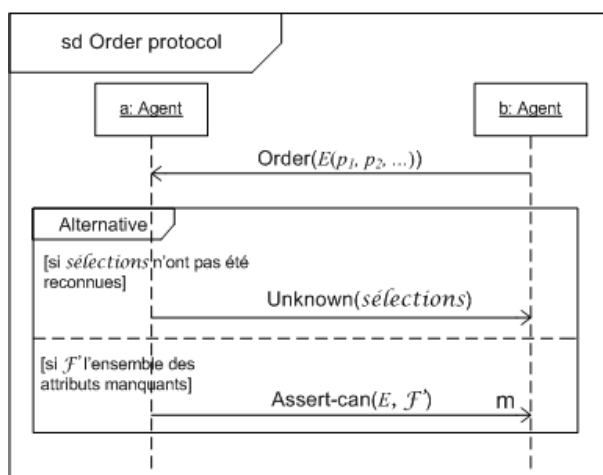 sd Order protocol
a: Agent
b: Agent
Order(E(p₁, p₂, ...))
Alternative
[si sélections n'ont pas été
reconnues]
Unknown(sélections)
[si F' l'ensemble des
attributs manquants]
Assert-can(E, F')
m